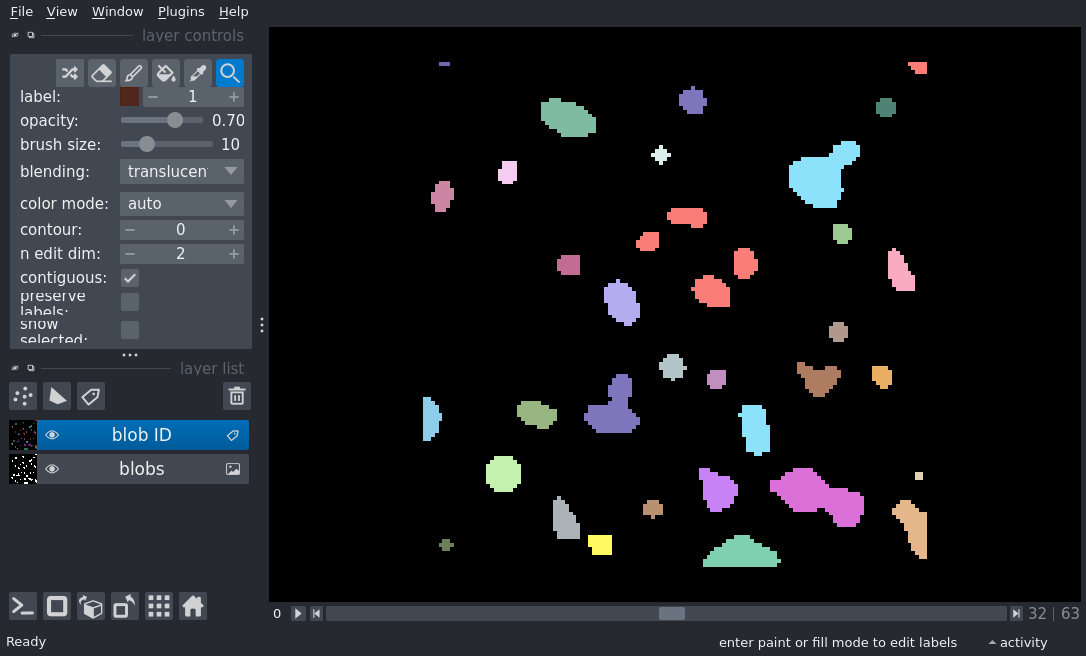 File View Window Plugins Help
layer controls
label: 1
opacity: 0.70
brush size: 10
blending: translucen
color mode: auto
contour: 0
n edit dim: 2
contiguous:
preserve
labels:
show
selected:
layer list
blob ID
blobs
0 32 | 63
Ready enter paint or fill mode to edit labels activity